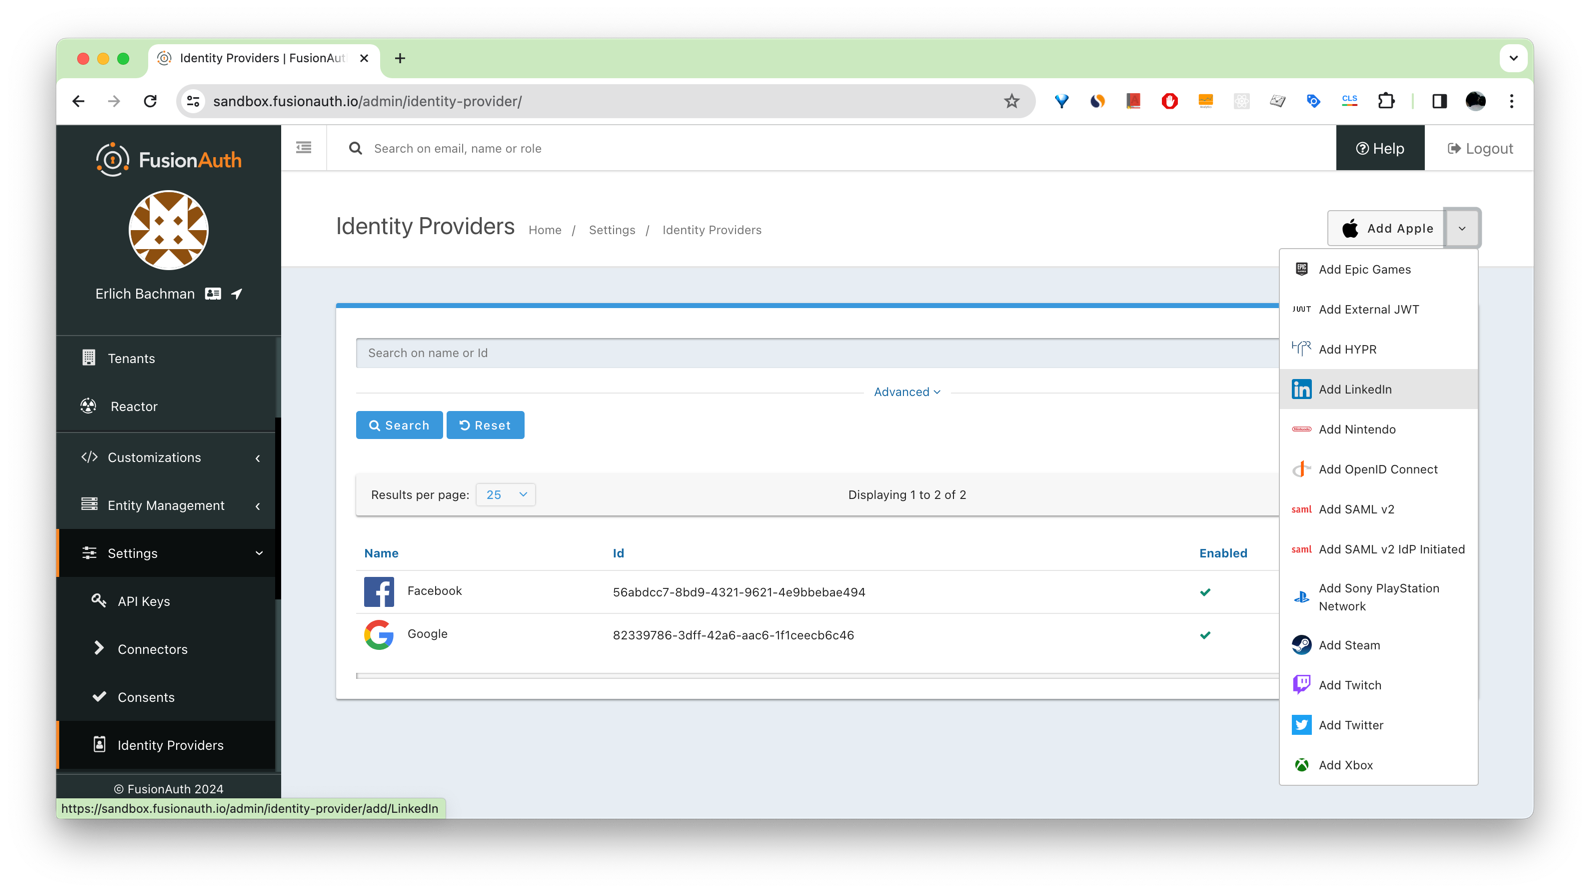 Identity Providers | FusionAut
sandbox.fusionauth.io/admin/identity-provider/
CLS
FusionAuth
Search on email, name or role
Help
Logout
Erlich Bachman
Identity Providers
Home / Settings / Identity Providers
Add Apple
Tenants
Reactor
Customizations
Entity Management
Settings
API Keys
Connectors
Consents
Identity Providers
© FusionAuth 2024
https://sandbox.fusionauth.io/admin/identity-provider/add/LinkedIn
Search on name or Id
Advanced
Search
Reset
Results per page: 25
Displaying 1 to 2 of 2
Name Id Enabled
Facebook 56abdcc7-8bd9-4321-9621-4e9bbebae494
Google 82339786-3dff-42a6-aac6-1f1ceecb6c46
EPIC Add Epic Games
JWT Add External JWT
HYPR Add HYPR
in Add LinkedIn
Add Nintendo
Add OpenID Connect
saml Add SAML v2
saml Add SAML v2 IdP Initiated
Add Sony PlayStation
Network
Add Steam
Add Twitch
Add Twitter
Add Xbox